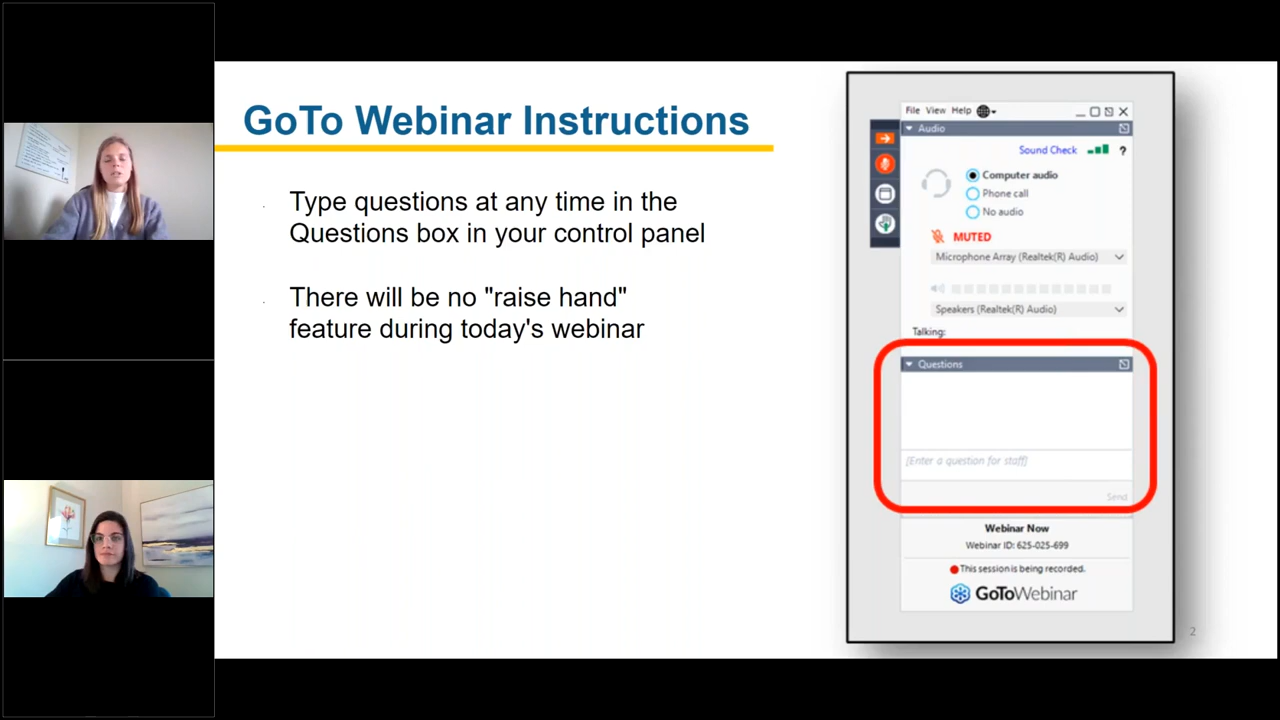 GoTo Webinar Instructions
Type questions at any time in the
Questions box in your control panel
There will be no "raise hand"
feature during today's webinar
File View Help
Audio
Sound Check ?
Computer audio
Phone call
No audio
MUTED
Microphone Array (Realtek(R) Audio)
Speakers (Realtek(R) Audio)
Talking:
Questions
[Enter a question for staff]
Send
Webinar Now
Webinar ID: 625-025-699
This session is being recorded.
GoToWebinar
2